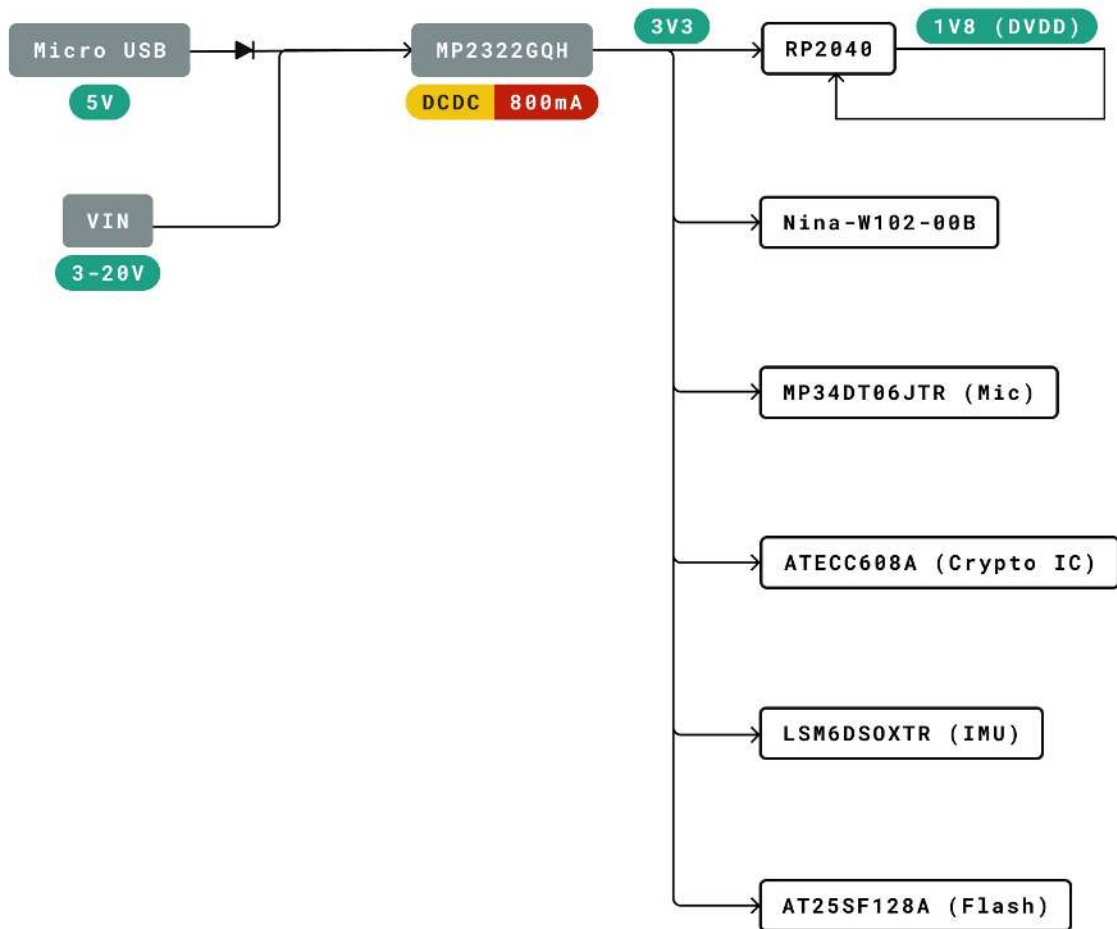 Micro USB
5V
VIN
3-20V
MP2322GQH
DCDC 800mA
3V3
RP2040
1V8 (DVDD)
Nina-W102-00B
MP34DT06JTR (Mic)
ATECC608A (Crypto IC)
LSM6DSOXTR (IMU)
AT25SF128A (Flash)